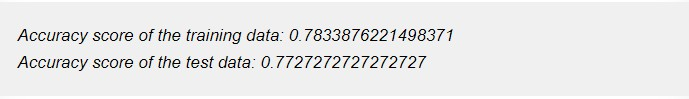 Accuracy score of the training data: 0.7833876221498371
Accuracy score of the test data: 0.7727272727272727